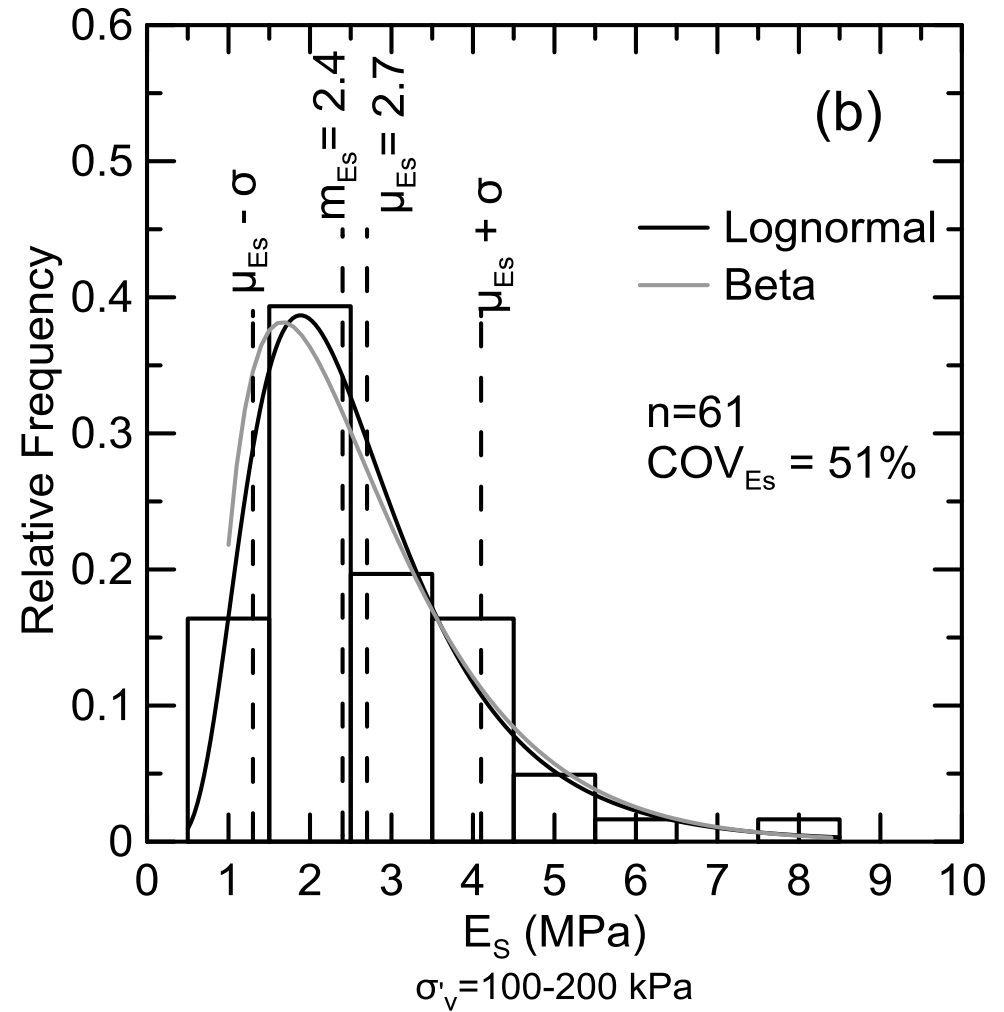 0.6
0.5
0.4
0.3
0.2
0.1
0
Relative Frequency
μEs - σ
mEs = 2.4
μEs = 2.7
μEs + σ
(b)
Lognormal
Beta
n=61
COVEs = 51%
0 1 2 3 4 5 6 7 8 9 10
ES (MPa)
σ'v=100-200 kPa